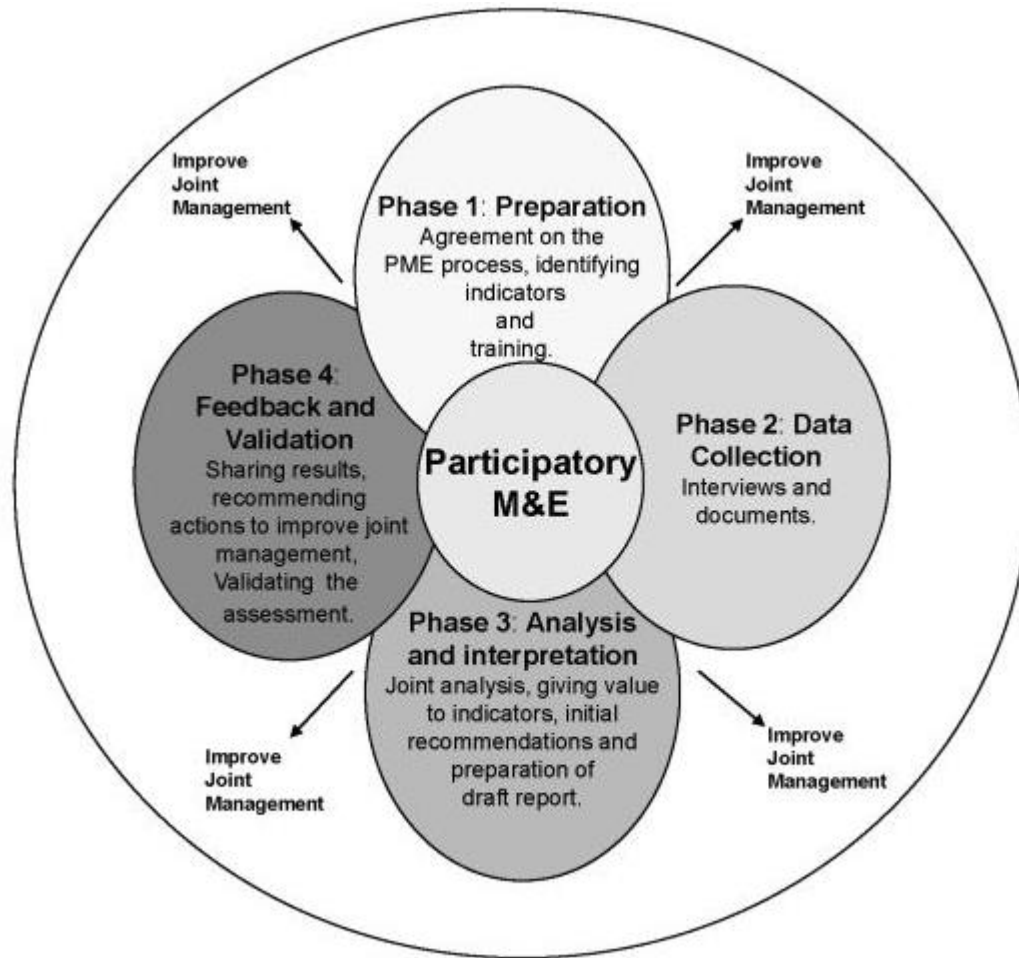 Improve
Joint
Management
Improve
Joint
Management
Phase 1: Preparation
Agreement on the
PME process, identifying
indicators
and
training.
Phase 4:
Feedback and
Validation
Sharing results,
recommending
actions to improve joint
management,
Validating the
assessment.
Participatory
M&E
Phase 2: Data
Collection
Interviews and
documents.
Phase 3: Analysis
and interpretation
Joint analysis, giving value
to indicators, initial
recommendations and
preparation of
draft report.
Improve
Joint
Management
Improve
Joint
Management